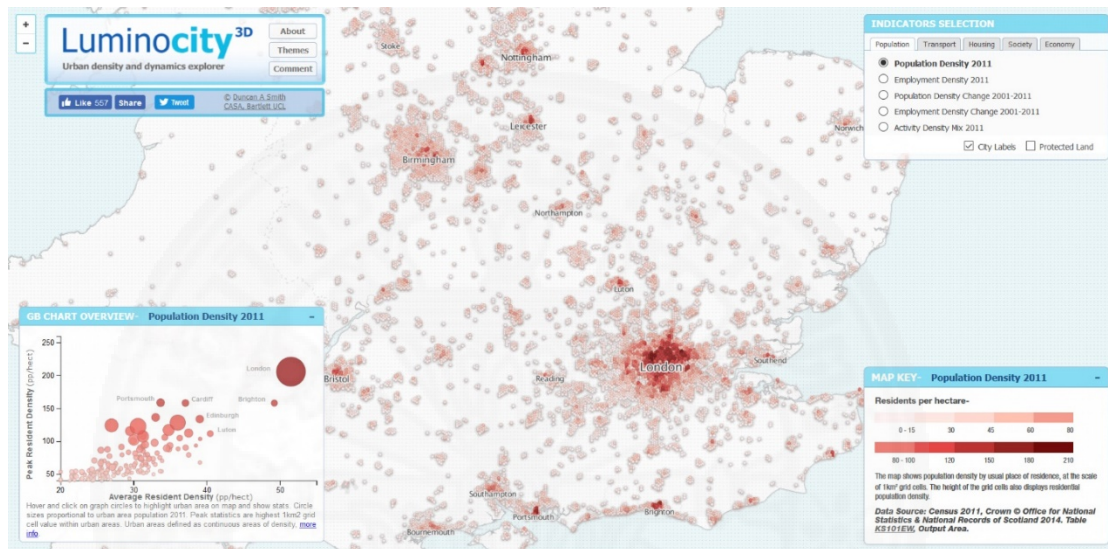 +
−
Luminocity3D
Urban density and dynamics explorer
About
Themes
Comment
Like 557
Share
Tweet
© Duncan A Smith
CASA, Bartlett UCL
INDICATORS SELECTION
Population
Transport
Housing
Society
Economy
Population Density 2011
Employment Density 2011
Population Density Change 2001-2011
Employment Density Change 2001-2011
Activity Density Mix 2011
City Labels
Protected Land
Stoke
Nottingham
Leicester
Norwich
Birmingham
Northampton
Luton
London
Southend
Reading
Bristol
Southampton
Portsmouth
Brighton
Bournemouth
GB CHART OVERVIEW- Population Density 2011 −
Peak Resident Density (pp/hect)
250
200
150
100
50
London
Portsmouth
Cardiff
Brighton
Edinburgh
Luton
20 30 40 50
Average Resident Density (pp/hect)
Hover and click on graph circles to highlight urban area on map and show stats. Circle
sizes proportional to urban area population 2011. Peak statistics are highest 1km2 grid
cell value within urban areas. Urban areas defined as continuous areas of density, more
info
MAP KEY- Population Density 2011 −
Residents per hectare-
0 - 15 30 45 60 80
80 - 100 120 150 180 210
The map shows population density by usual place of residence, at the scale
of 1km² grid cells. The height of the grid cells also displays residential
population density.
Data Source: Census 2011, Crown © Office for National
Statistics & National Records of Scotland 2014. Table
KS101EW, Output Area.